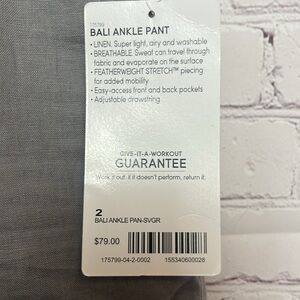 175799
BALI ANKLE PANT
• LINEN. Super light, airy and washable
• BREATHABLE. Sweat can travel through
fabric and evaporate on the surface
• FEATHERWEIGHT STRETCH™ piecing
for added mobility
• Easy-access front and back pockets
• Adjustable drawstring
GIVE-IT-A-WORKOUT
GUARANTEE
Work it out: if it doesn't perform, return it.
2
BALI ANKLE PAN-SVGR
$79.00
175799-04-2-0002 155340600028